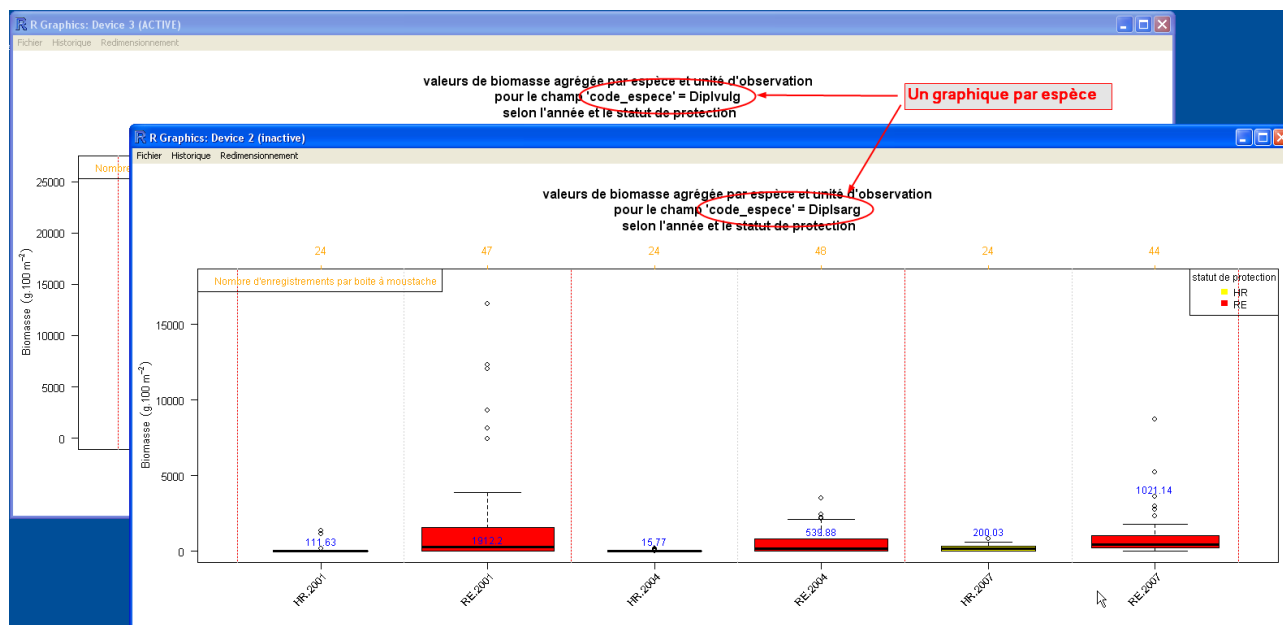 R Graphics: Device 3 (ACTIVE)
Fichier Historique Redimensionnement
valeurs de biomasse agrégée par espèce et unité d'observation
pour le champ 'code_espece' = Diplvulg
selon l'année et le statut de protection
Un graphique par espèce
Nombre
25000
20000
15000
10000
5000
0
Biomasse (g.100 m⁻²)
R Graphics: Device 2 (inactive)
Fichier Historique Redimensionnement
valeurs de biomasse agrégée par espèce et unité d'observation
pour le champ 'code_espece' = Diplsarg
selon l'année et le statut de protection
24 47 24 48 24 44
Nombre d'enregistrements par boite à moustache
statut de protection
HR
RE
15000
10000
5000
0
Biomasse (g.100 m⁻²)
111.63 1912.2 15.77 539.88 200.03 1021.14
HR.2001 RE.2001 HR.2004 RE.2004 HR.2007 RE.2007